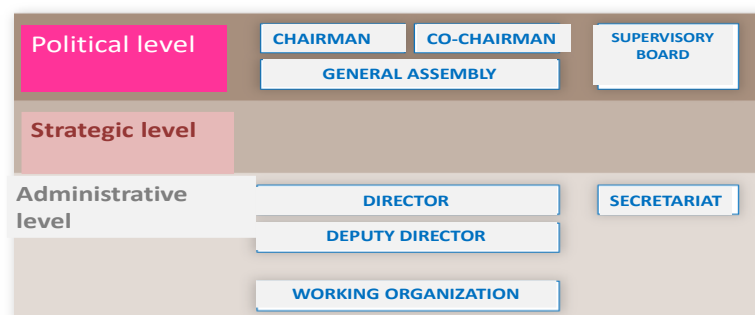 Political level
CHAIRMAN
CO-CHAIRMAN
SUPERVISORY
BOARD
GENERAL ASSEMBLY
Strategic level
Administrative
level
DIRECTOR
SECRETARIAT
DEPUTY DIRECTOR
WORKING ORGANIZATION